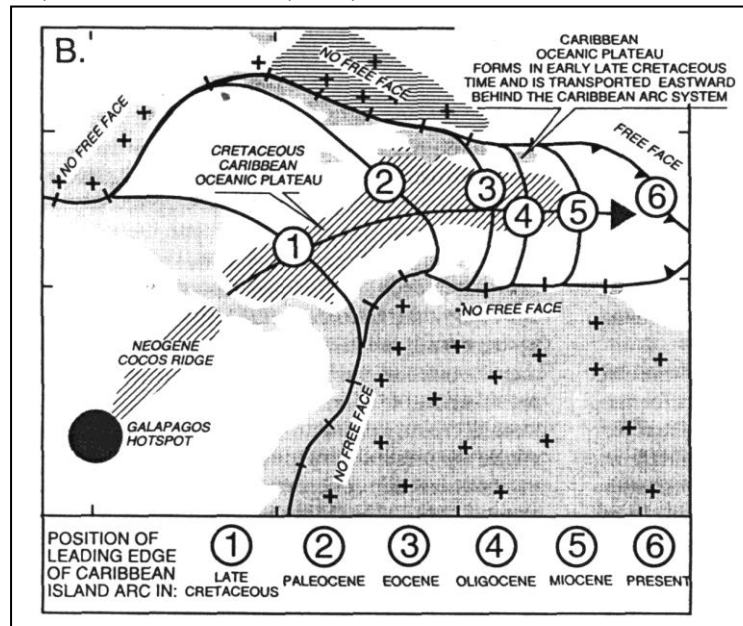 B.
NO FREE FACE
CARIBBEAN
OCEANIC PLATEAU
FORMS IN EARLY LATE CRETACEOUS
TIME AND IS TRANSPORTED EASTWARD
BEHIND THE CARIBBEAN ARC SYSTEM
NO FREE FACE
FREE FACE
CRETACEOUS
CARIBBEAN
OCEANIC PLATEAU
1
2
3
4
5
6
NO FREE FACE
NEOGENE
COCOS RIDGE
GALAPAGOS
HOTSPOT
NO FREE FACE
POSITION OF
LEADING EDGE
OF CARIBBEAN
ISLAND ARC IN:
1
LATE
CRETACEOUS
2
PALEOCENE
3
EOCENE
4
OLIGOCENE
5
MIOCENE
6
PRESENT